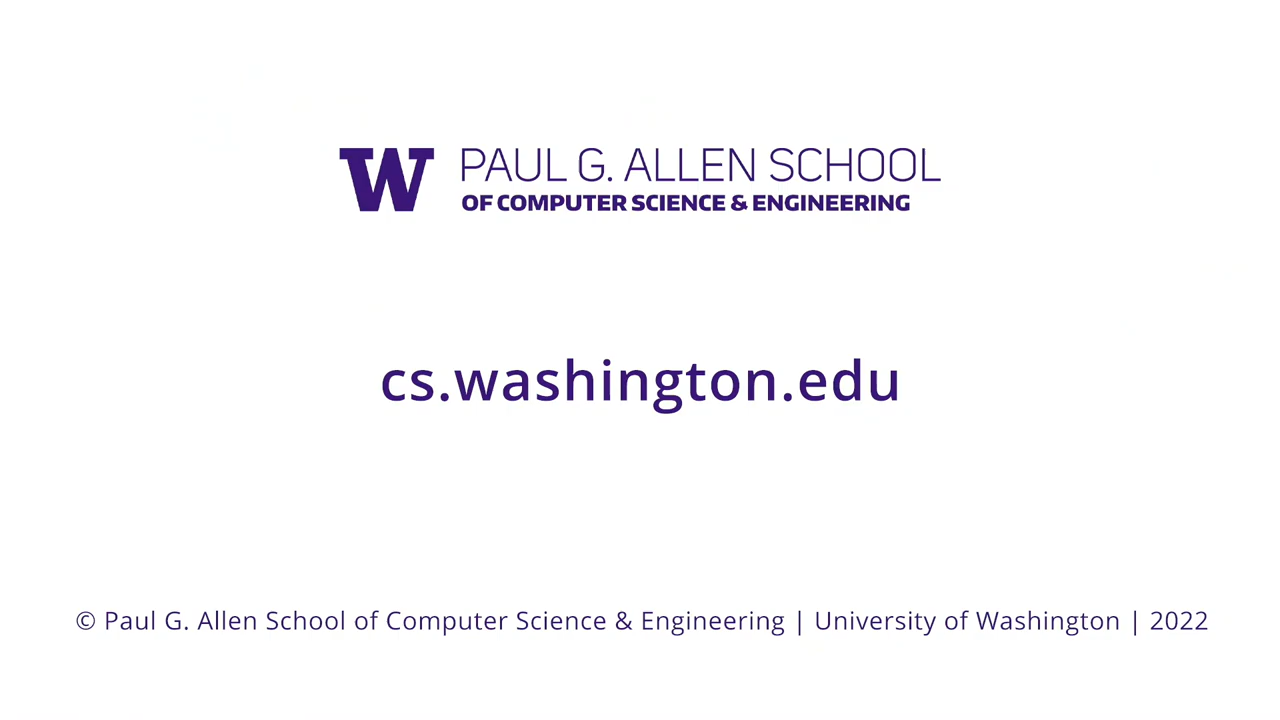 W PAUL G. ALLEN SCHOOL
OF COMPUTER SCIENCE & ENGINEERING
cs.washington.edu
© Paul G. Allen School of Computer Science & Engineering | University of Washington | 2022